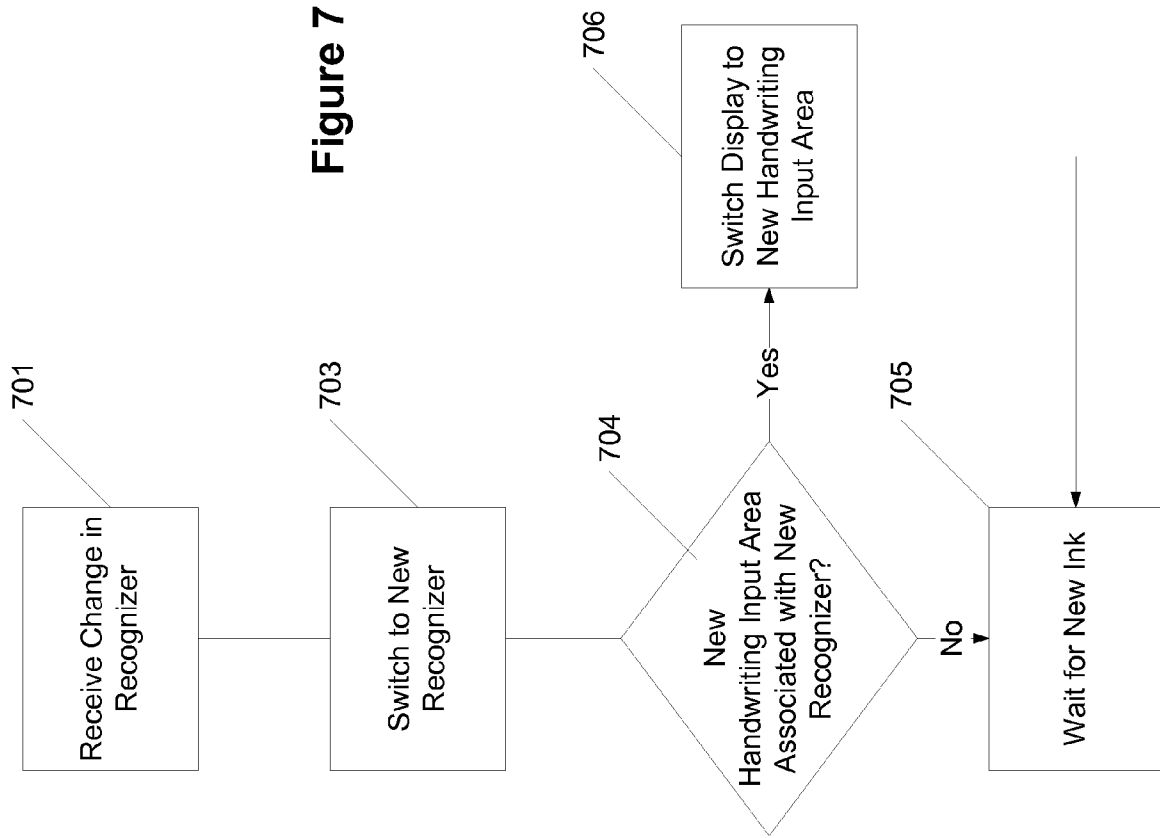 Figure 7
701
Receive Change in
Recognizer
703
Switch to New
Recognizer
704
New
Handwriting Input Area
Associated with New
Recognizer?
Yes
706
Switch Display to
New Handwriting
Input Area
No
705
Wait for New Ink